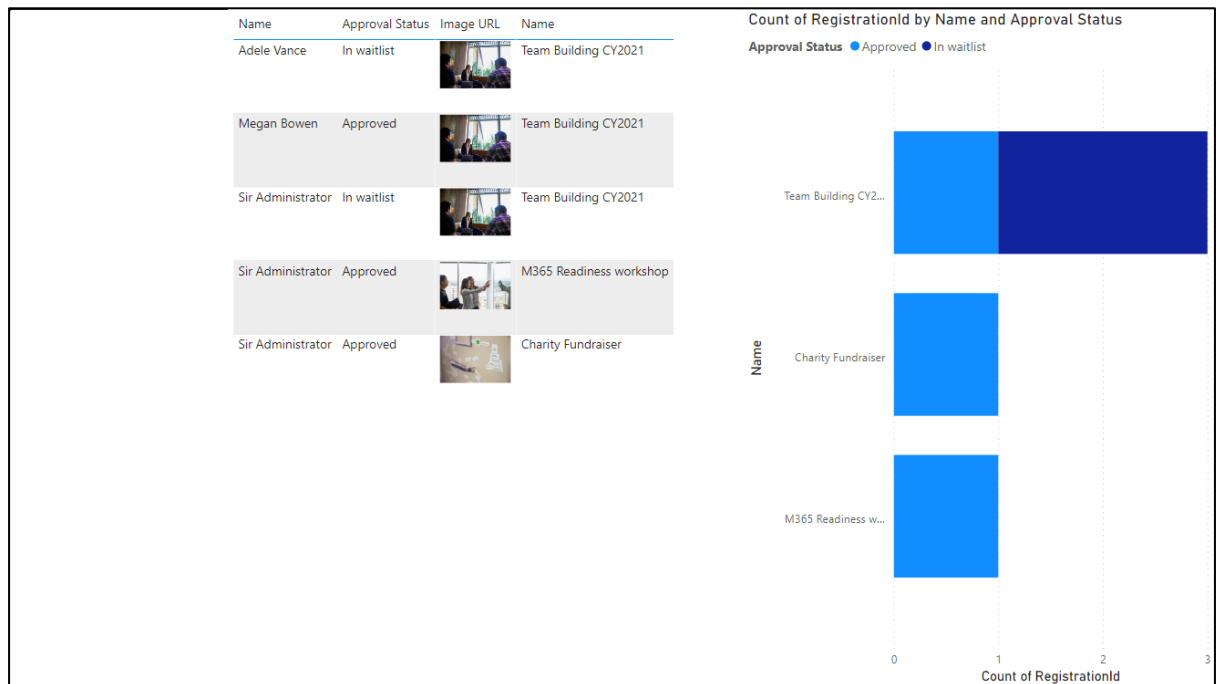 Name Approval Status Image URL Name
Adele Vance In waitlist Team Building CY2021
Megan Bowen Approved Team Building CY2021
Sir Administrator In waitlist Team Building CY2021
Sir Administrator Approved M365 Readiness workshop
Sir Administrator Approved Charity Fundraiser
Count of RegistrationId by Name and Approval Status
Approval Status Approved In waitlist
Team Building CY2...
Charity Fundraiser
M365 Readiness w...
Name
0 1 2 3
Count of RegistrationId